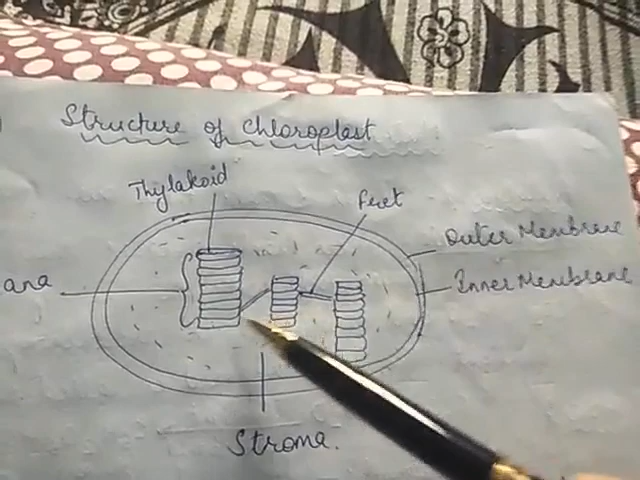 Structure of Chloroplast
Thylakoid
Fret
Outer Membrane
ana
Inner Membrane
Stroma.